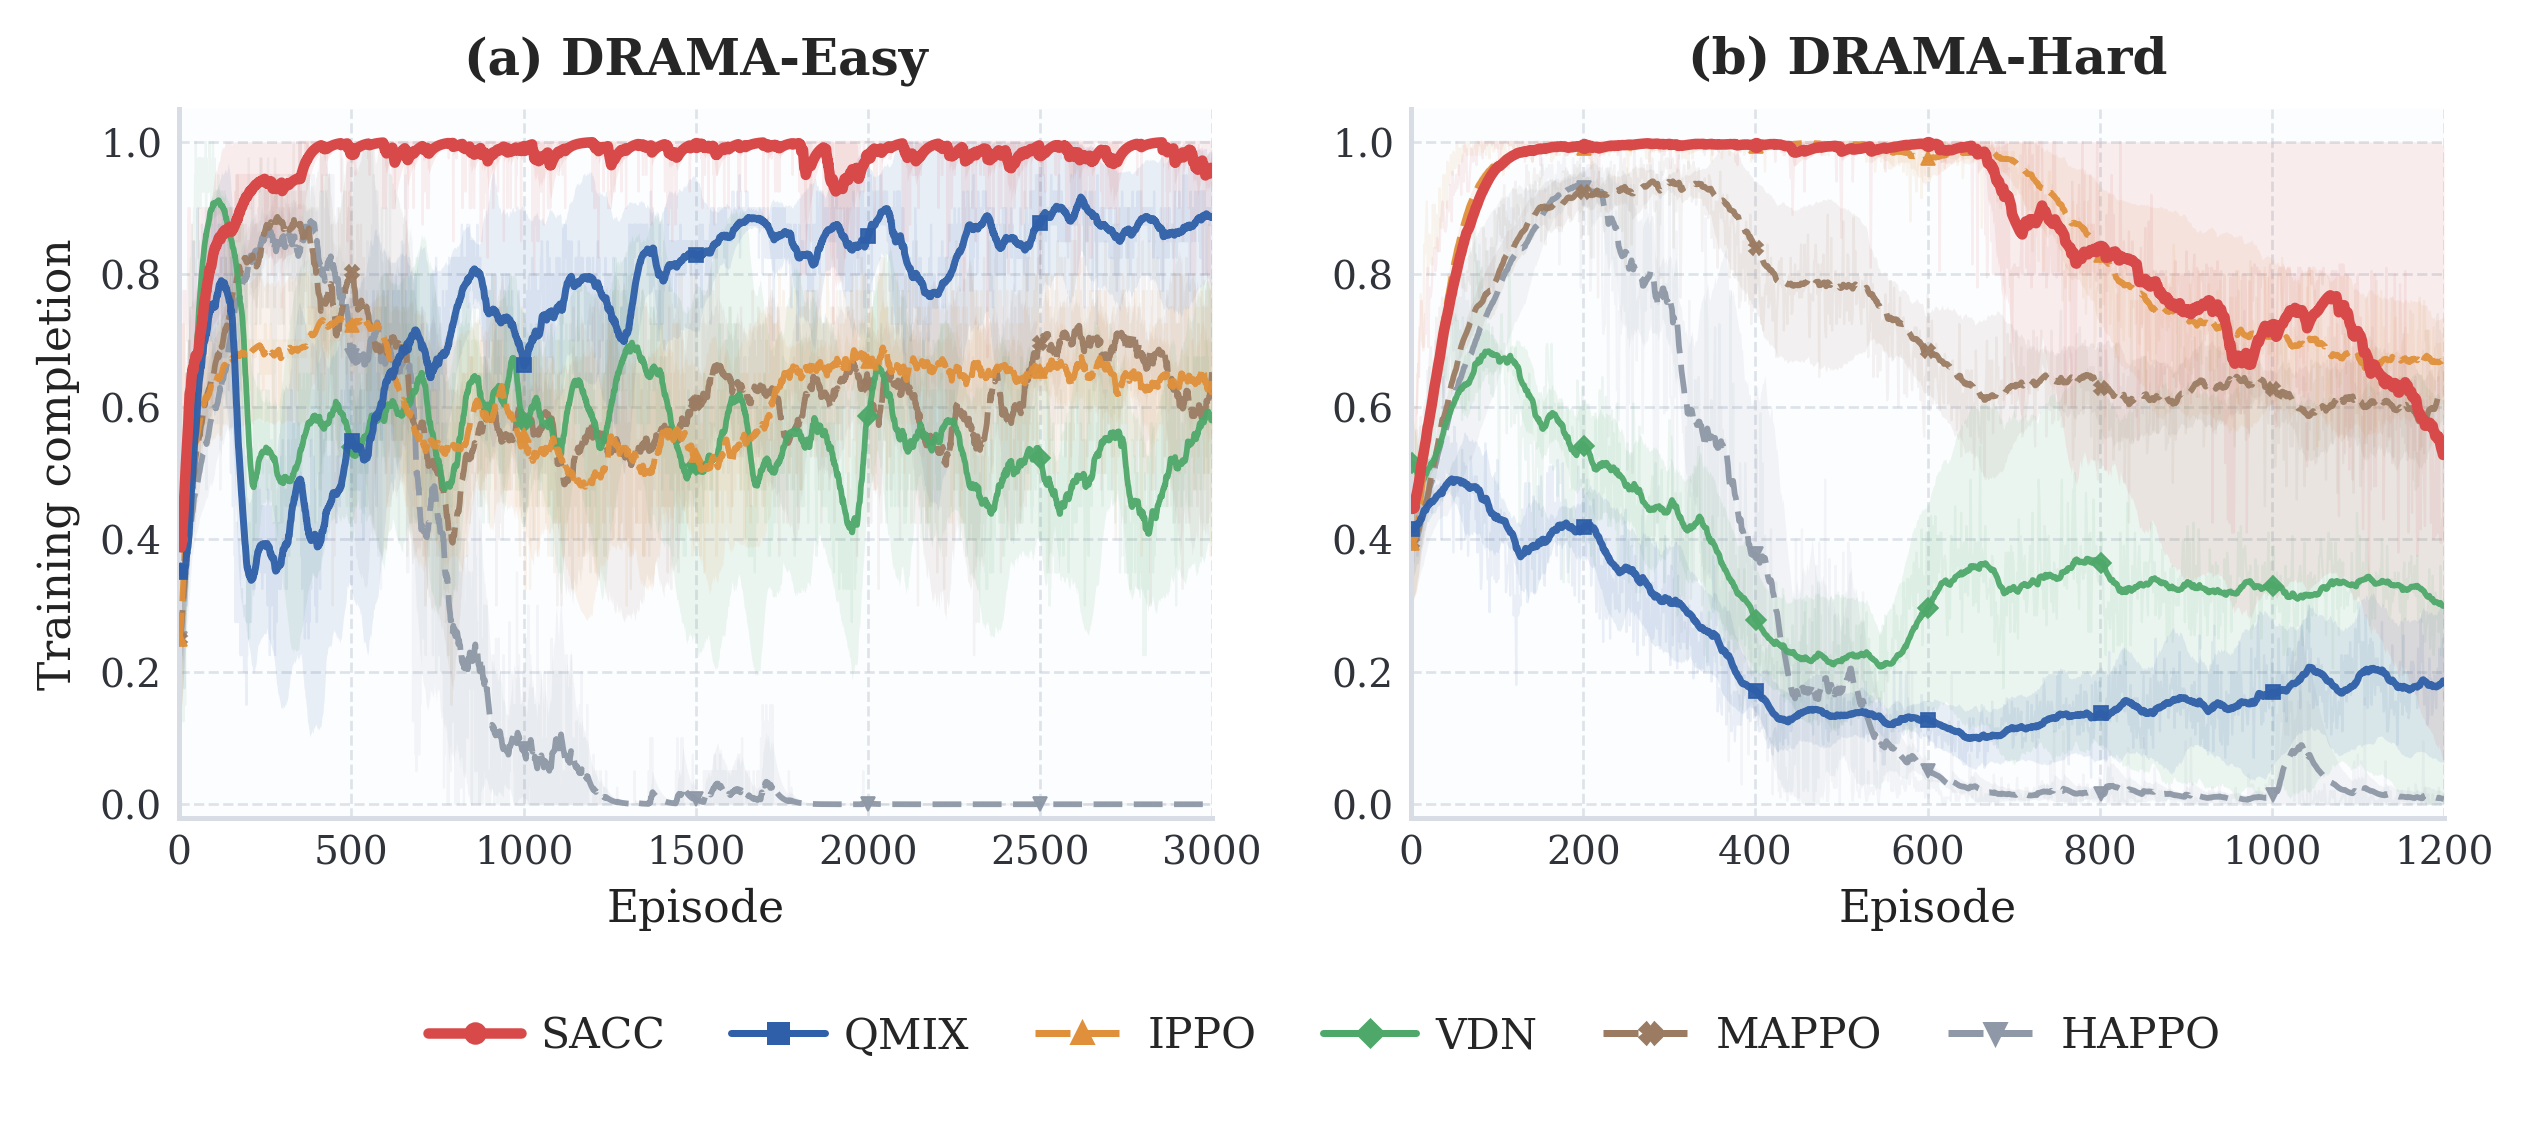 (a) DRAMA-Easy
(b) DRAMA-Hard
Training completion
1.0
0.8
0.6
0.4
0.2
0.0
0 500 1000 1500 2000 2500 3000
Episode
1.0
0.8
0.6
0.4
0.2
0.0
0 200 400 600 800 1000 1200
Episode
SACC QMIX IPPO VDN MAPPO HAPPO